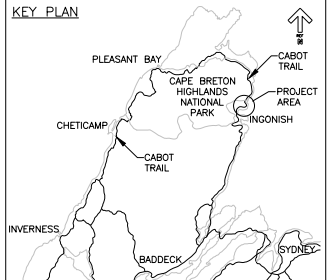 KEY PLAN
CABOT
TRAIL
PLEASANT BAY
CAPE BRETON
HIGHLANDS
NATIONAL
PARK
PROJECT
AREA
INGONISH
CHETICAMP
CABOT
TRAIL
INVERNESS
BADDECK
SYDNEY